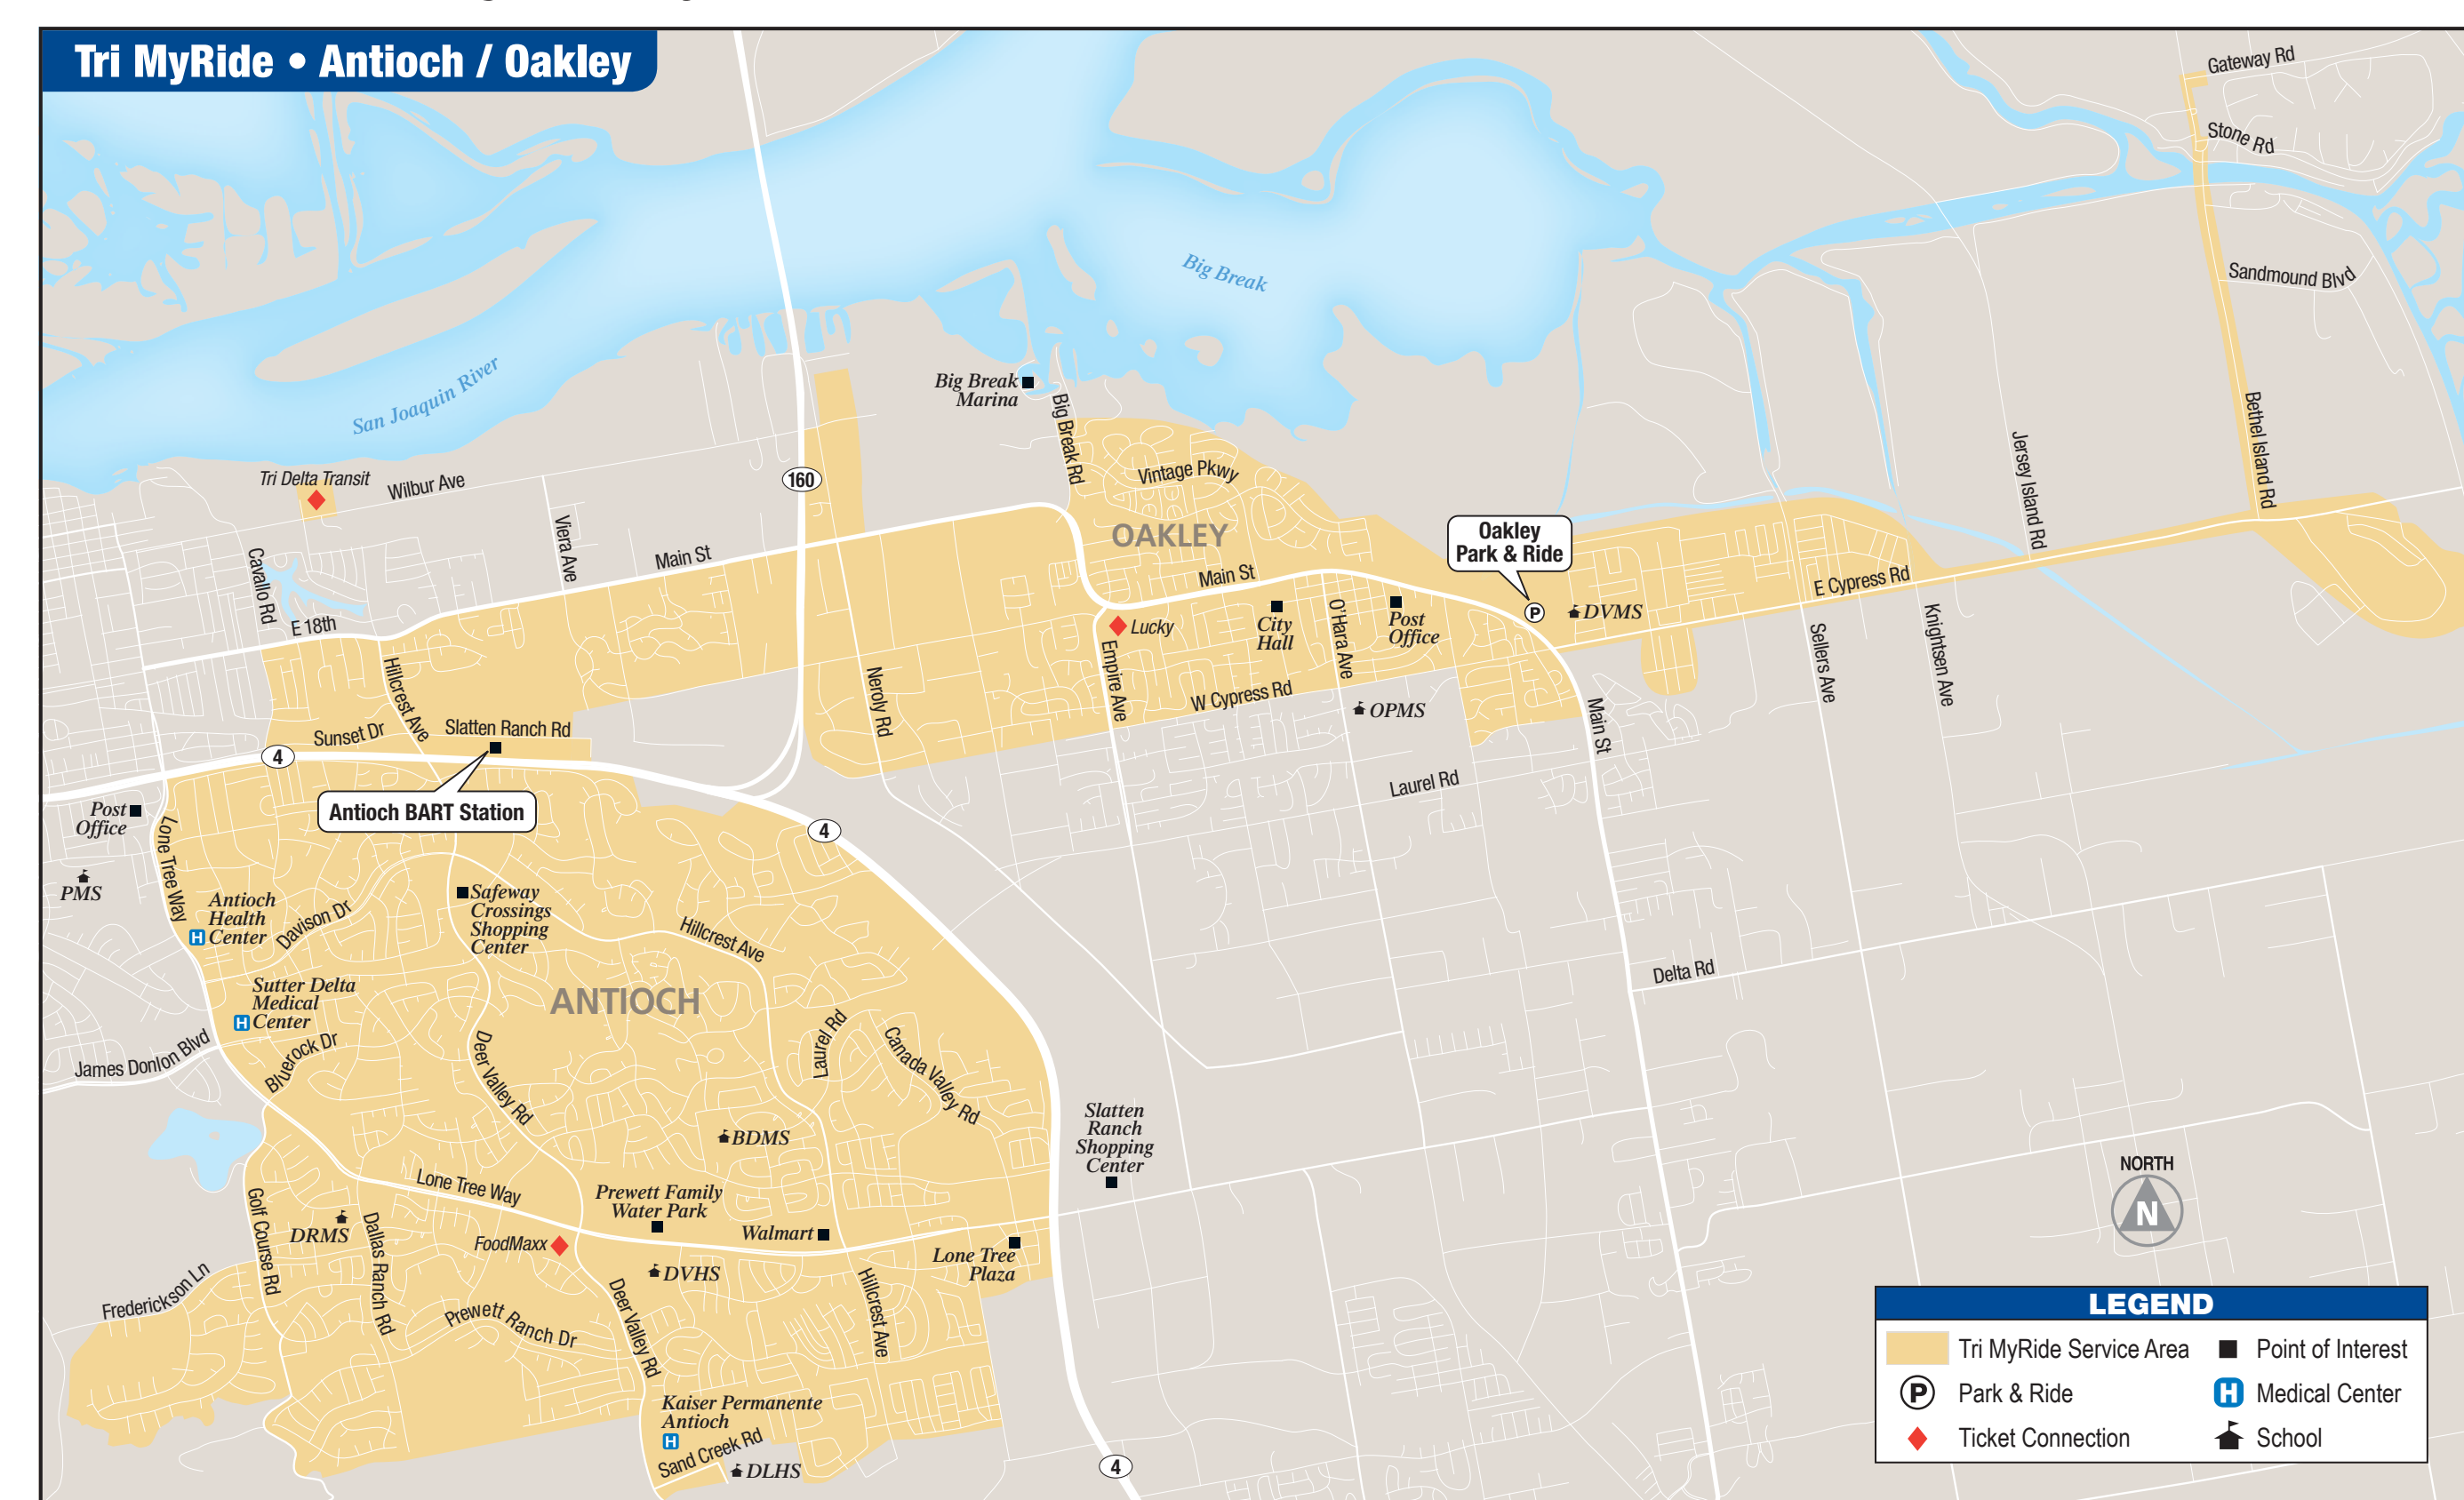 Tri MyRide • Antioch / Oakley
Gateway Rd
Stone Rd
Sandmound Blvd
Big Break
San Joaquin River
Big Break
Marina
Big Break Rd
Vintage Pkwy
Bethel Island Rd
Jersey Island Rd
Tri Delta Transit
Wilbur Ave
160
Viera Ave
Main St
OAKLEY
Oakley
Park & Ride
P
DVMS
E Cypress Rd
Cavallo Rd
E 18th
Main St
Lucky
City
Hall
O'Hara Ave
Post
Office
Sellers Ave
Knightsen Ave
Hillcrest Ave
Empire Ave
Neroly Rd
W Cypress Rd
OPMS
Main St
Sunset Dr
Slatten Ranch Rd
4
Antioch BART Station
Laurel Rd
Post
Office
4
Lone Tree Way
PMS
Antioch
Health
Center
H
Davison Dr
Safeway
Crossings
Shopping
Center
Hillcrest Ave
Delta Rd
Sutter Delta
Medical
Center
H
ANTIOCH
James Donlon Blvd
Bluerock Dr
Deer Valley Rd
Laurel Rd
Canada Valley Rd
Slatten
Ranch
Shopping
Center
BDMS
NORTH
N
Lone Tree Way
Prewett Family
Water Park
Walmart
Golf Course Rd
DRMS
Dallas Ranch Rd
FoodMaxx
Lone Tree
Plaza
DVHS
Frederickson Ln
Prewett Ranch Dr
Deer Valley Rd
Hillcrest Ave
Kaiser Permanente
Antioch
H
Sand Creek Rd
DLHS
4
LEGEND
Tri MyRide Service Area
Point of Interest
P
Park & Ride
H
Medical Center
Ticket Connection
School